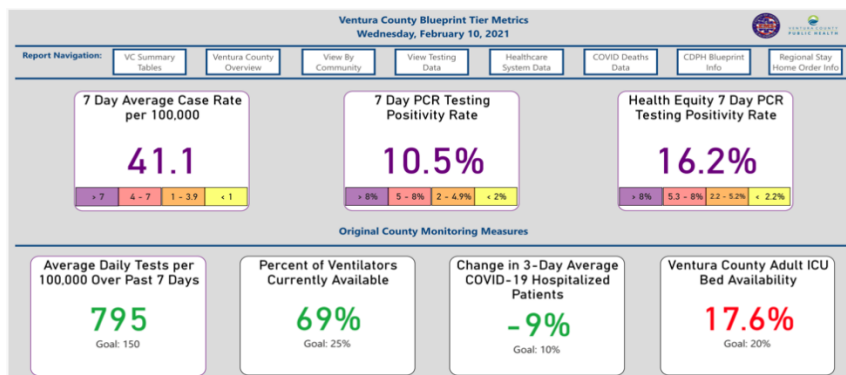 Ventura County Blueprint Tier Metrics
Wednesday, February 10, 2021
VENTURA COUNTY
PUBLIC HEALTH
Report Navigation:
VC Summary
Tables
Ventura County
Overview
View By
Community
View Testing
Data
Healthcare
System Data
COVID Deaths
Data
CDPH Blueprint
Info
Regional Stay
Home Order Info
7 Day Average Case Rate
per 100,000
41.1
> 7
4 - 7
1 - 3.9
< 1
7 Day PCR Testing
Positivity Rate
10.5%
> 8%
5 - 8%
2 - 4.9%
< 2%
Health Equity 7 Day PCR
Testing Positivity Rate
16.2%
> 8%
5.3 - 8%
2.2 - 5.2%
< 2.2%
Original County Monitoring Measures
Average Daily Tests per
100,000 Over Past 7 Days
795
Goal: 150
Percent of Ventilators
Currently Available
69%
Goal: 25%
Change in 3-Day Average
COVID-19 Hospitalized
Patients
-9%
Goal: 10%
Ventura County Adult ICU
Bed Availability
17.6%
Goal: 20%